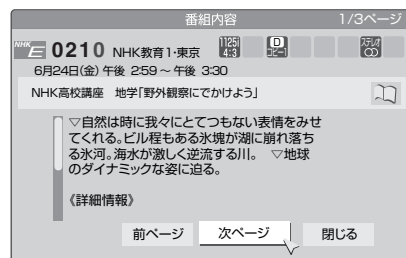 番組内容 1/3ページ
NHK E 0210 NHK教育1・東京 1125i 4:3 D コピー1 ステレオ
6月24日(金) 午後 2:59 ~ 午後 3:30
NHK高校講座 地学「野外観察にでかけよう」
▽自然は時に我々にとてつもない表情をみせ
てくれる。ビル程もある氷塊が湖に崩れ落ち
る氷河。海水が激しく逆流する川。 ▽地球
のダイナミックな姿に迫る。
《詳細情報》
前ページ 次ページ 閉じる